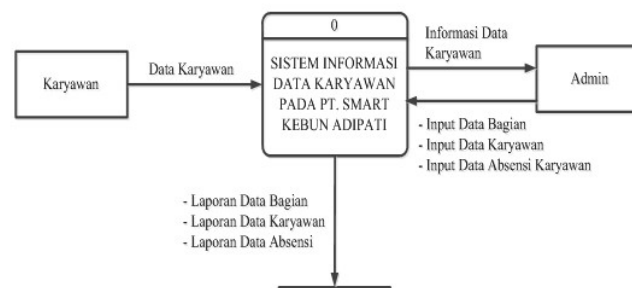 0
SISTEM INFORMASI
DATA KARYAWAN
PADA PT. SMART
KEBUN ADIPATI
Karyawan
Data Karyawan
Informasi Data
Karyawan
Admin
- Input Data Bagian
- Input Data Karyawan
- Input Data Absensi Karyawan
- Laporan Data Bagian
- Laporan Data Karyawan
- Laporan Data Absensi